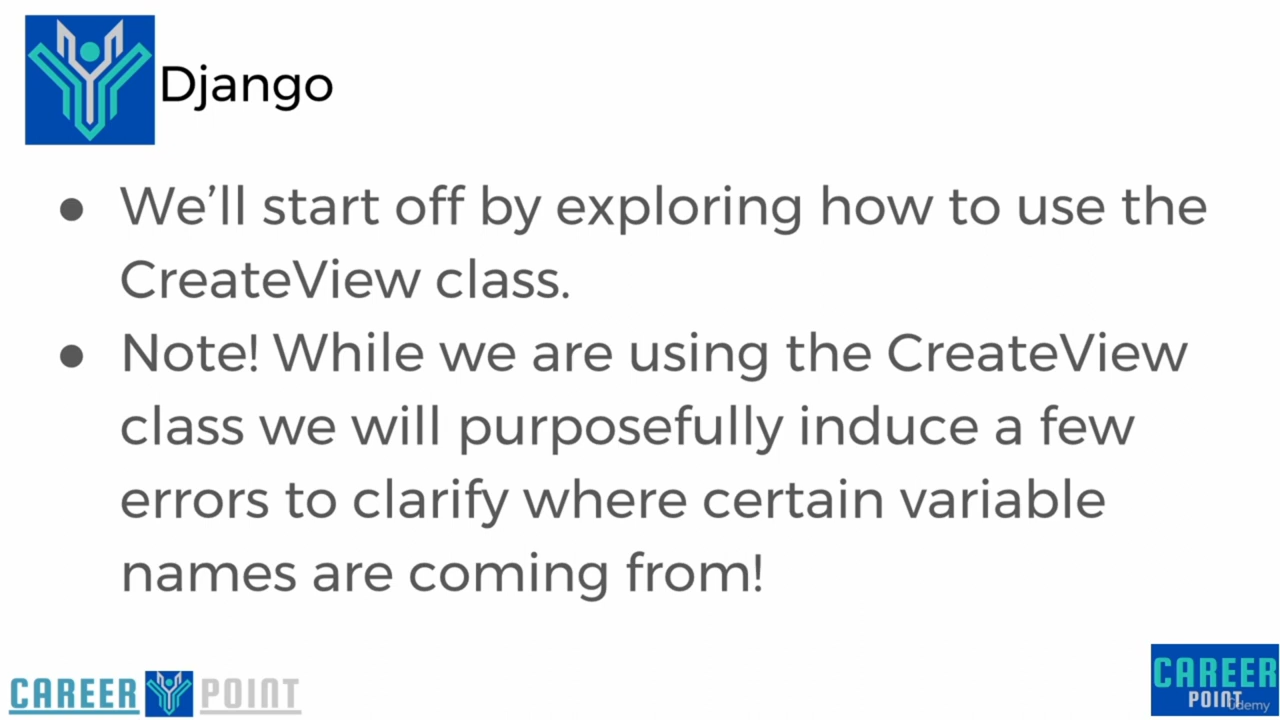 Django
● We’ll start off by exploring how to use the
CreateView class.
● Note! While we are using the CreateView
class we will purposefully induce a few
errors to clarify where certain variable
names are coming from!
CAREER POINT
CAREER
POINT
Udemy